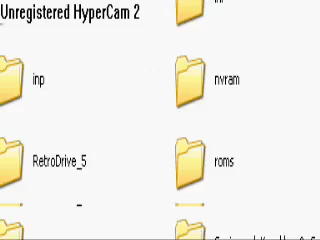 Unregistered HyperCam 2
inp
nvram
RetroDrive_5
roms